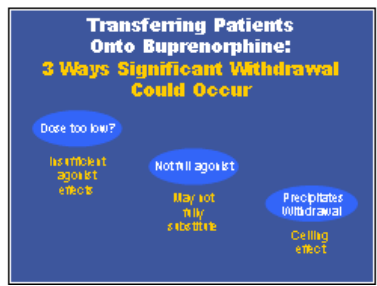 Transferring Patients
Onto Buprenorphine:
3 Ways Significant Withdrawal
Could Occur
Dose too low?
Insufficient
agonist
effects
Not full agonist
May not
fully
substitute
Precipitates
Withdrawal
Ceiling
effect